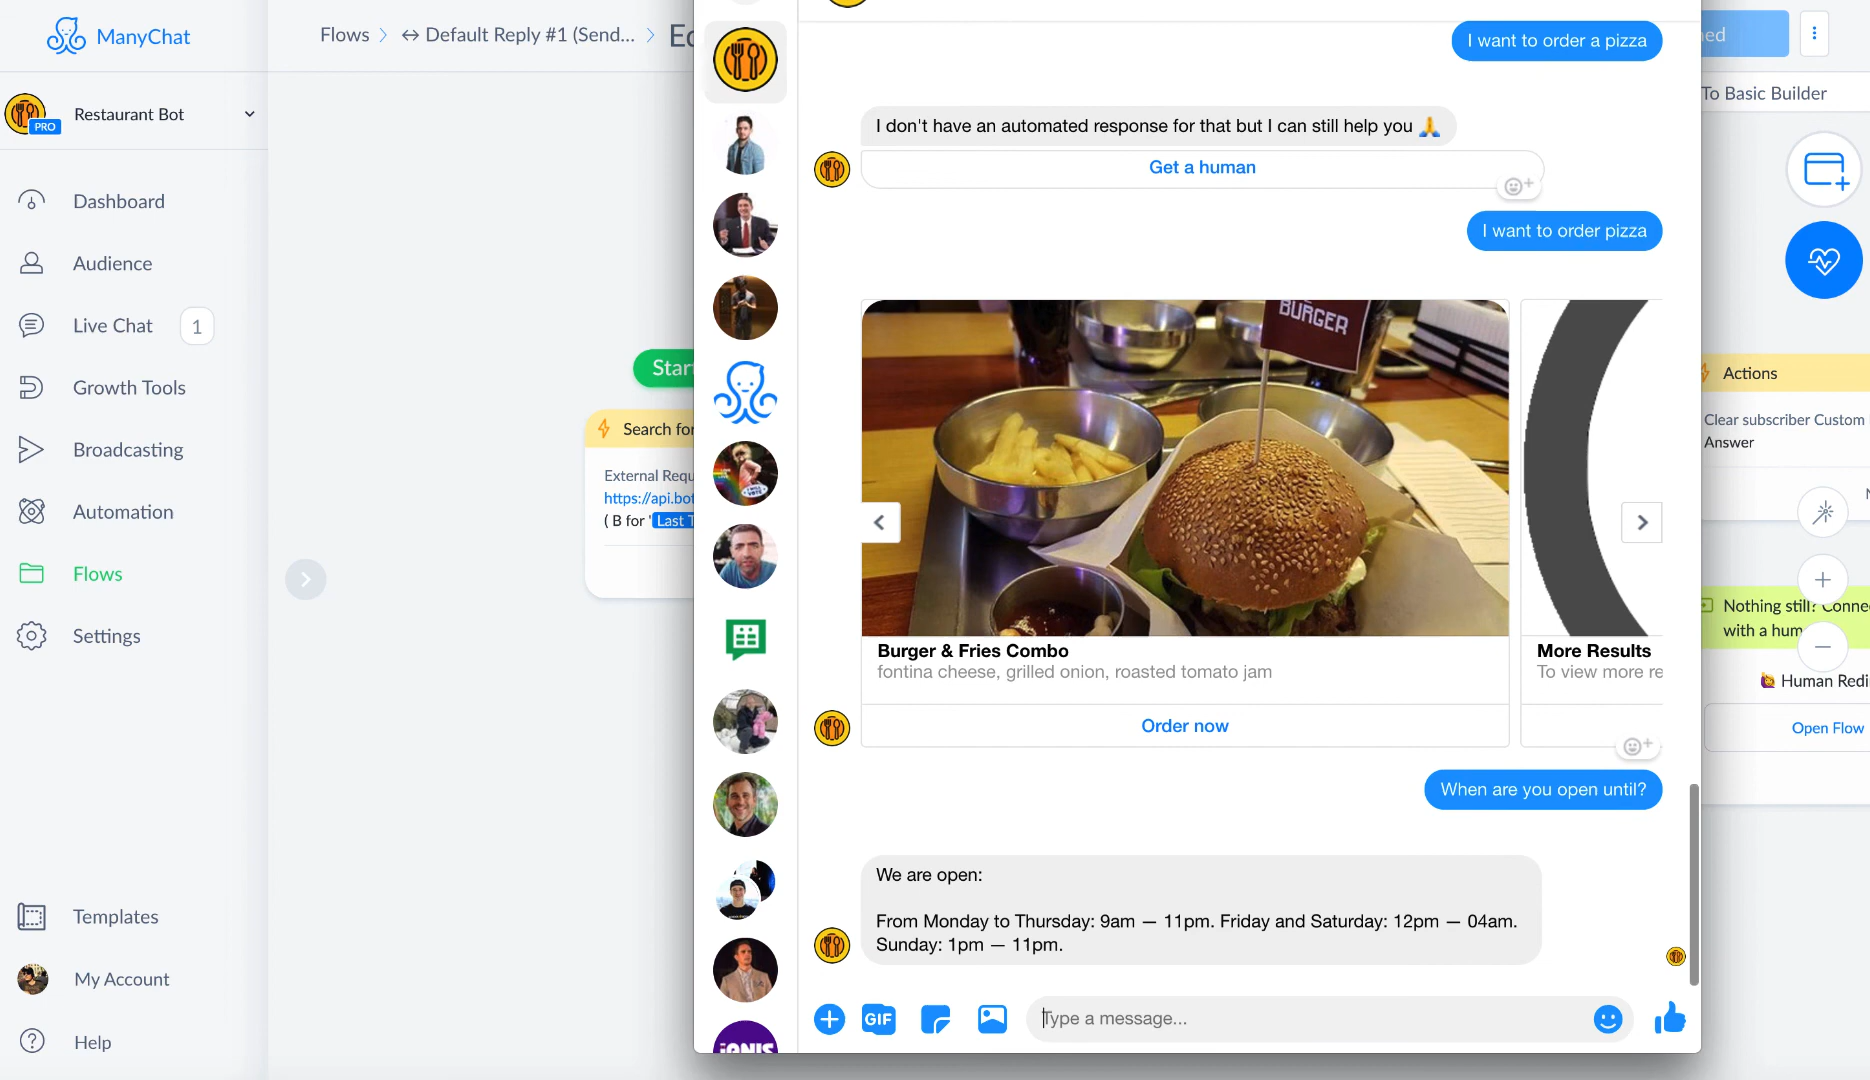 ManyChat
Flows
Default Reply #1 (Send...
Restaurant Bot
PRO
Dashboard
Audience
Live Chat
1
Growth Tools
Broadcasting
Automation
Flows
Settings
Templates
My Account
Help
External Requ
https://api.bot
( B for '
I want to order a pizza
I don't have an automated response for that but I can still help you 🙏
Get a human
I want to order pizza
BURGER
Burger & Fries Combo
fontina cheese, grilled onion, roasted tomato jam
Order now
More Results
To view more re
When are you open until?
We are open:
From Monday to Thursday: 9am — 11pm. Friday and Saturday: 12pm — 04am.
Sunday: 1pm — 11pm.
GIF
Type a message...
To Basic Builder
Actions
Clear subscriber Custom
Answer
Nothing still? Conne
with a hum
🙋 Human Redi
Open Flow